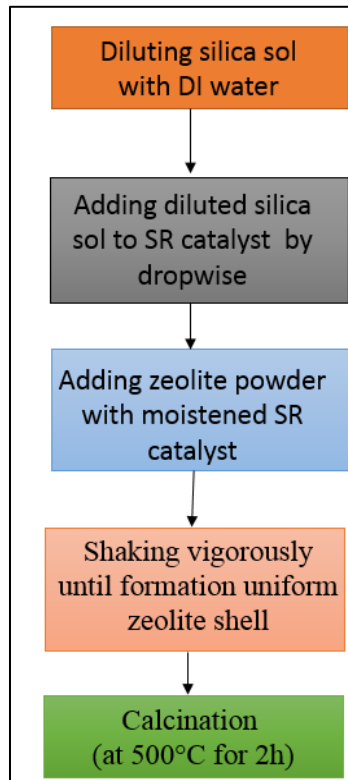 Diluting silica sol
with DI water
Adding diluted silica
sol to SR catalyst by
dropwise
Adding zeolite powder
with moistened SR
catalyst
Shaking vigorously
until formation uniform
zeolite shell
Calcination
(at 500°C for 2h)